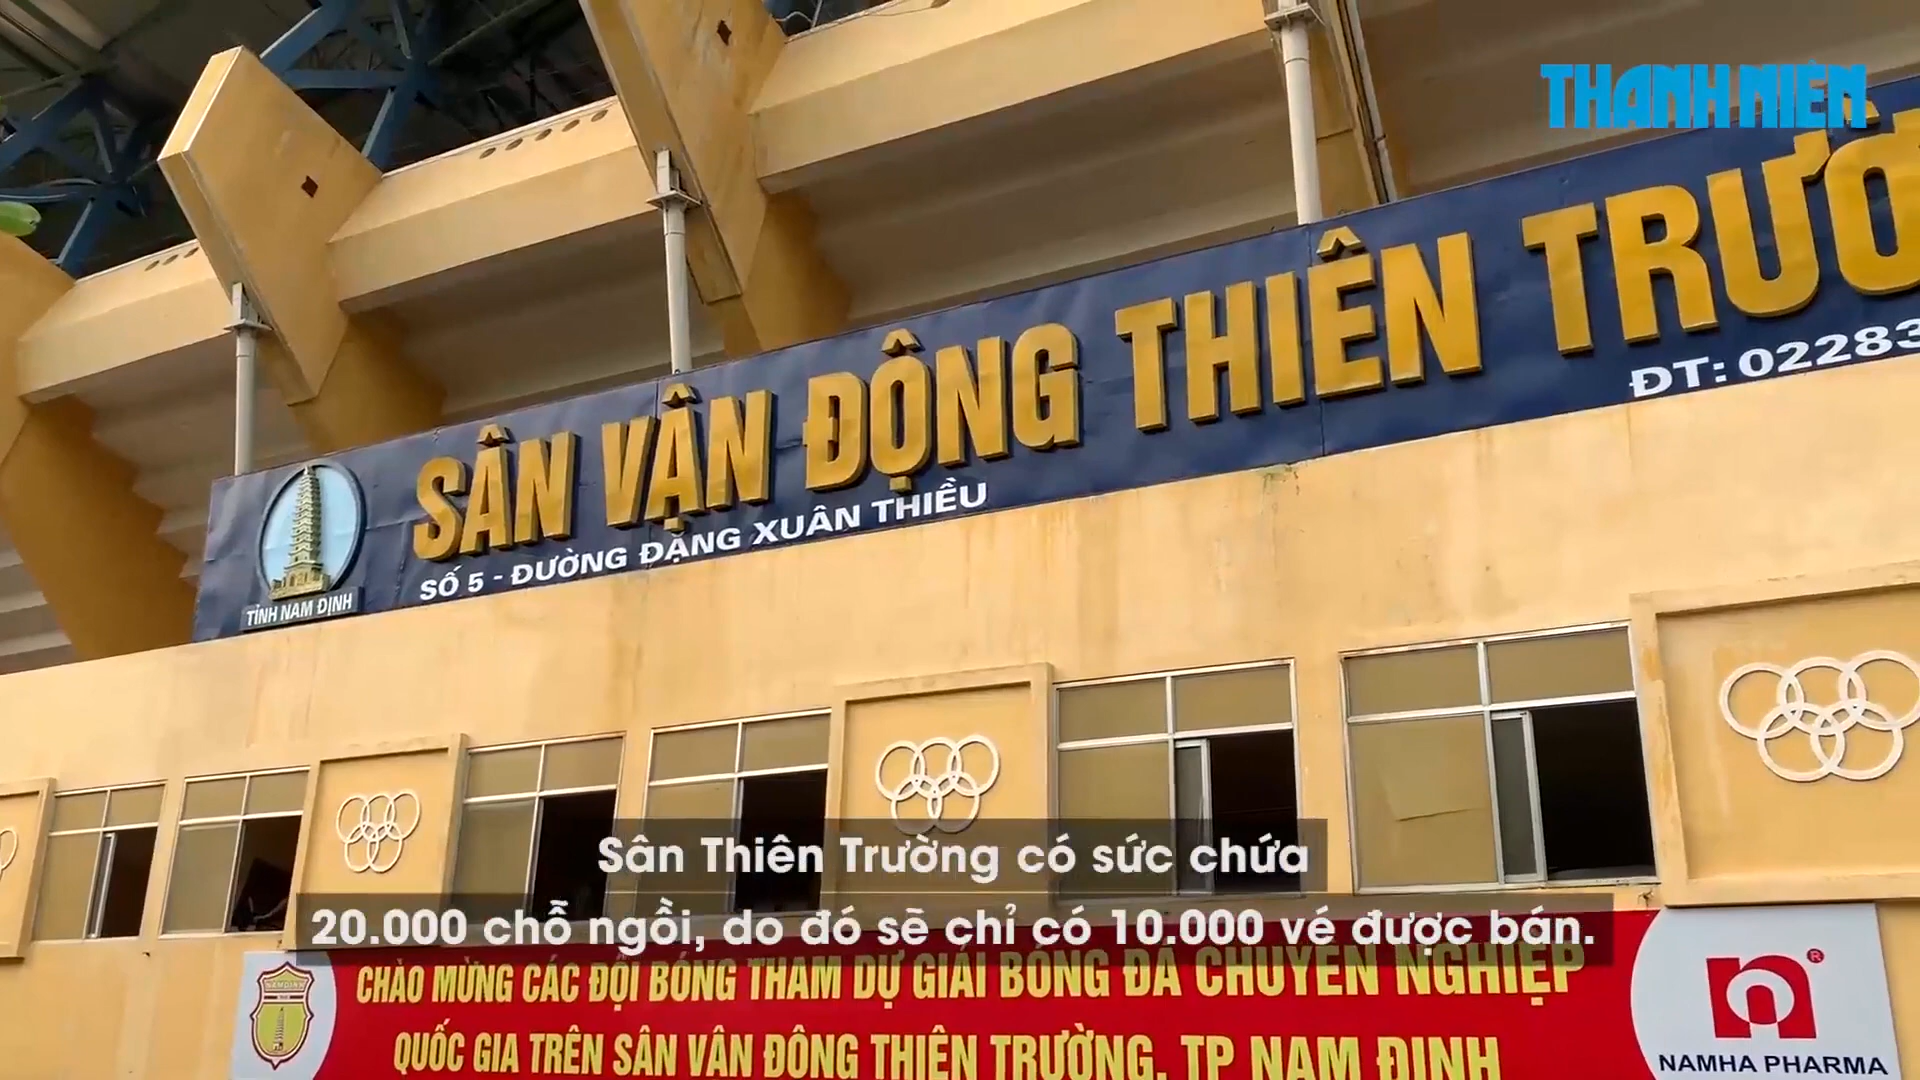 THANH NIÊN
SÂN VẬN ĐỘNG THIÊN TRƯỜ
ĐT: 02283
SỐ 5 - ĐƯỜNG ĐẶNG XUÂN THIỀU
TỈNH NAM ĐỊNH
Sân Thiên Trường có sức chứa
20.000 chỗ ngồi, do đó sẽ chỉ có 10.000 vé được bán.
CHÀO MỪNG CÁC ĐỘI BÓNG THAM DỰ GIẢI BÓNG ĐÁ CHUYÊN NGHIỆP
QUỐC GIA TRÊN SÂN VẬN ĐỘNG THIÊN TRƯỜNG, TP NAM ĐỊNH
NAMDINH
n®
NAMHA PHARMA